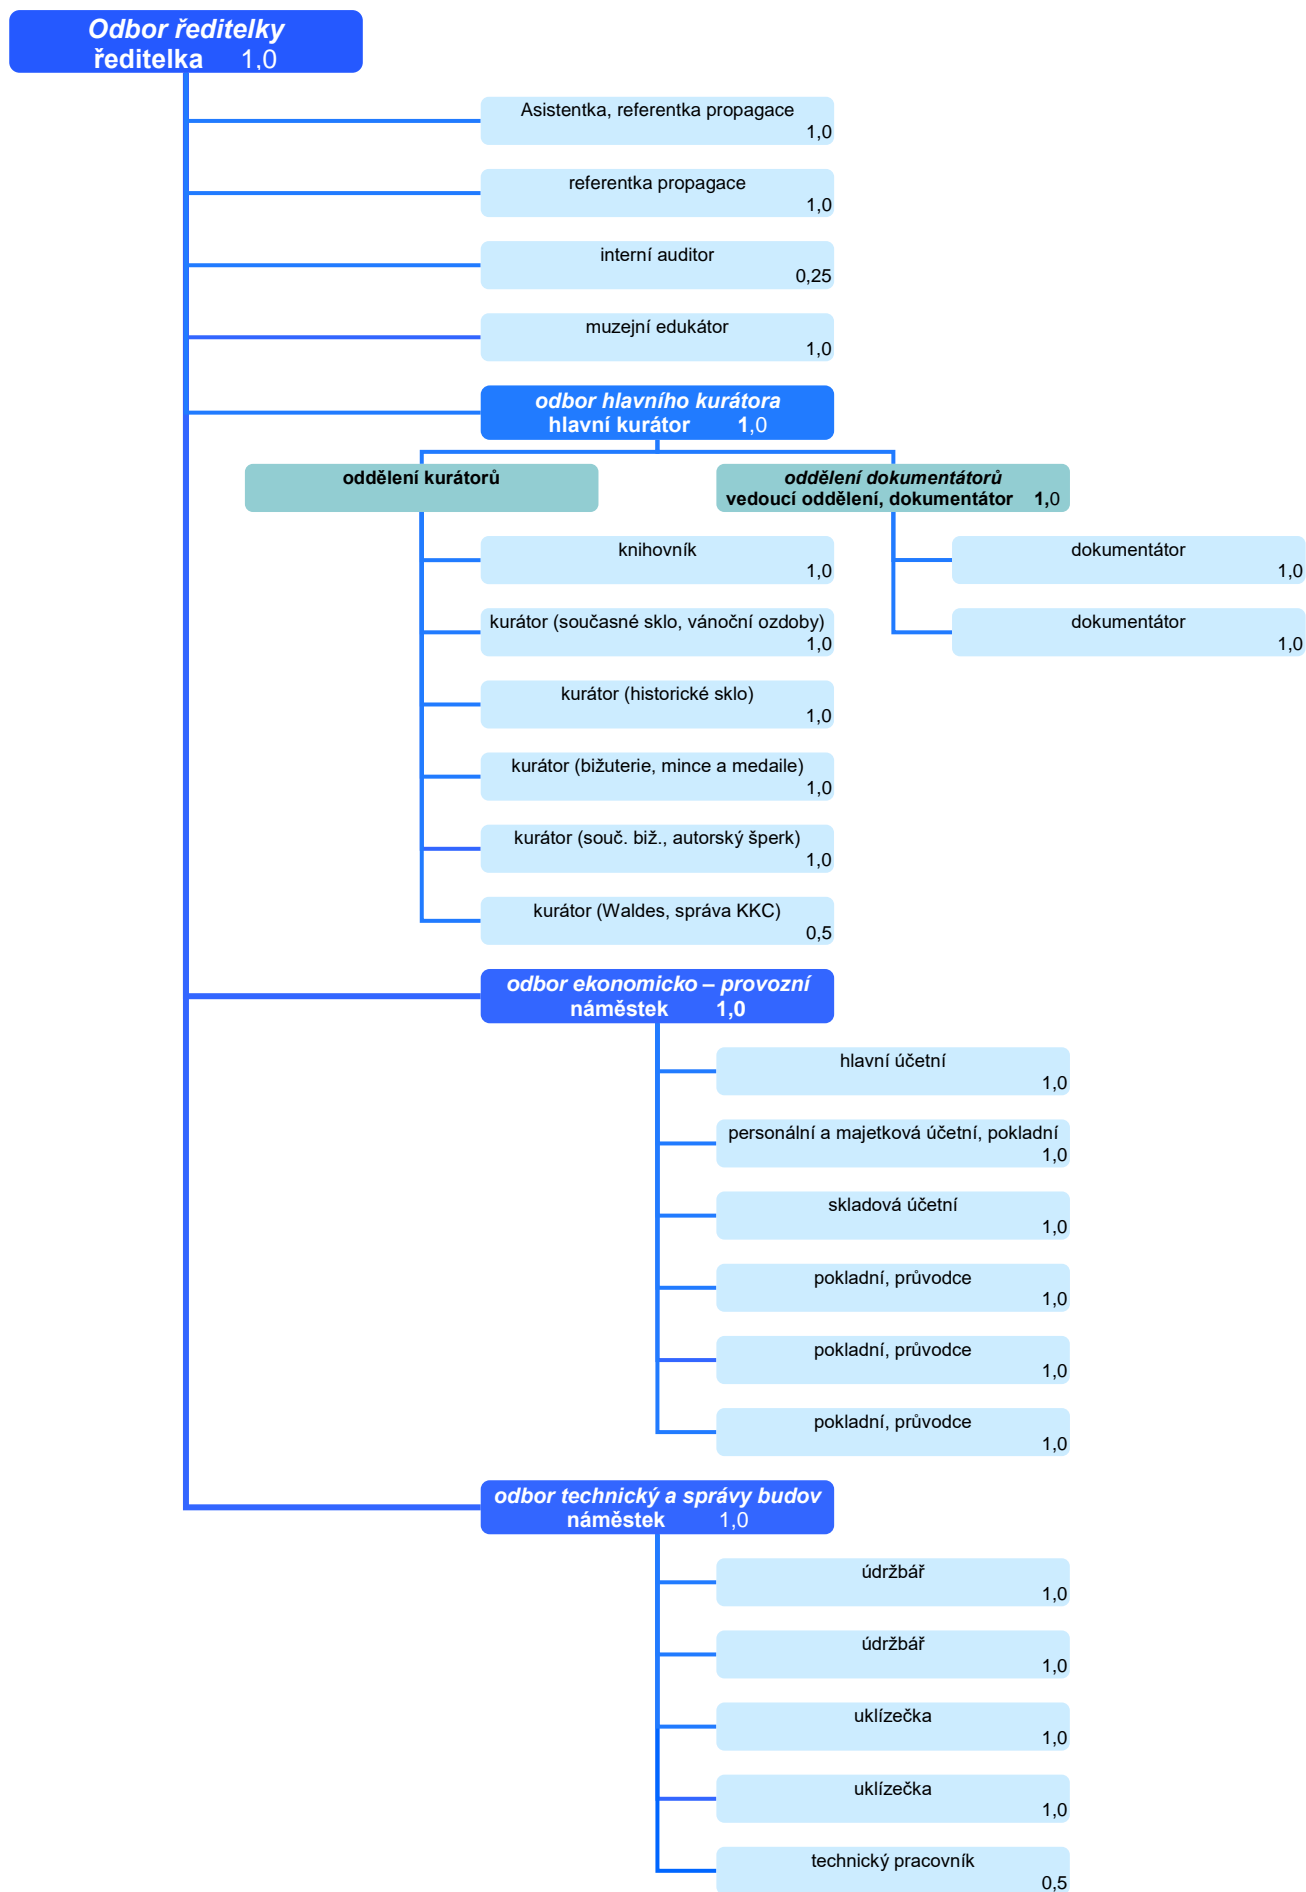 Odbor ředitelky
ředitelka 1,0
Asistentka, referentka propagace
1,0
referentka propagace
1,0
interní auditor
0,25
muzejní edukátor
1,0
odbor hlavního kurátora
hlavní kurátor 1,0
oddělení kurátorů
oddělení dokumentátorů
vedoucí oddělení, dokumentátor 1,0
knihovník
1,0
dokumentátor
1,0
kurátor (současné sklo, vánoční ozdoby)
1,0
dokumentátor
1,0
kurátor (historické sklo)
1,0
kurátor (bižuterie, mince a medaile)
1,0
kurátor (souč. biž., autorský šperk)
1,0
kurátor (Waldes, správa KKC)
0,5
odbor ekonomicko – provozní
náměstek 1,0
hlavní účetní
1,0
personální a majetková účetní, pokladní
1,0
skladová účetní
1,0
pokladní, průvodce
1,0
pokladní, průvodce
1,0
pokladní, průvodce
1,0
odbor technický a správy budov
náměstek 1,0
údržbář
1,0
údržbář
1,0
uklízečka
1,0
uklízečka
1,0
technický pracovník
0,5